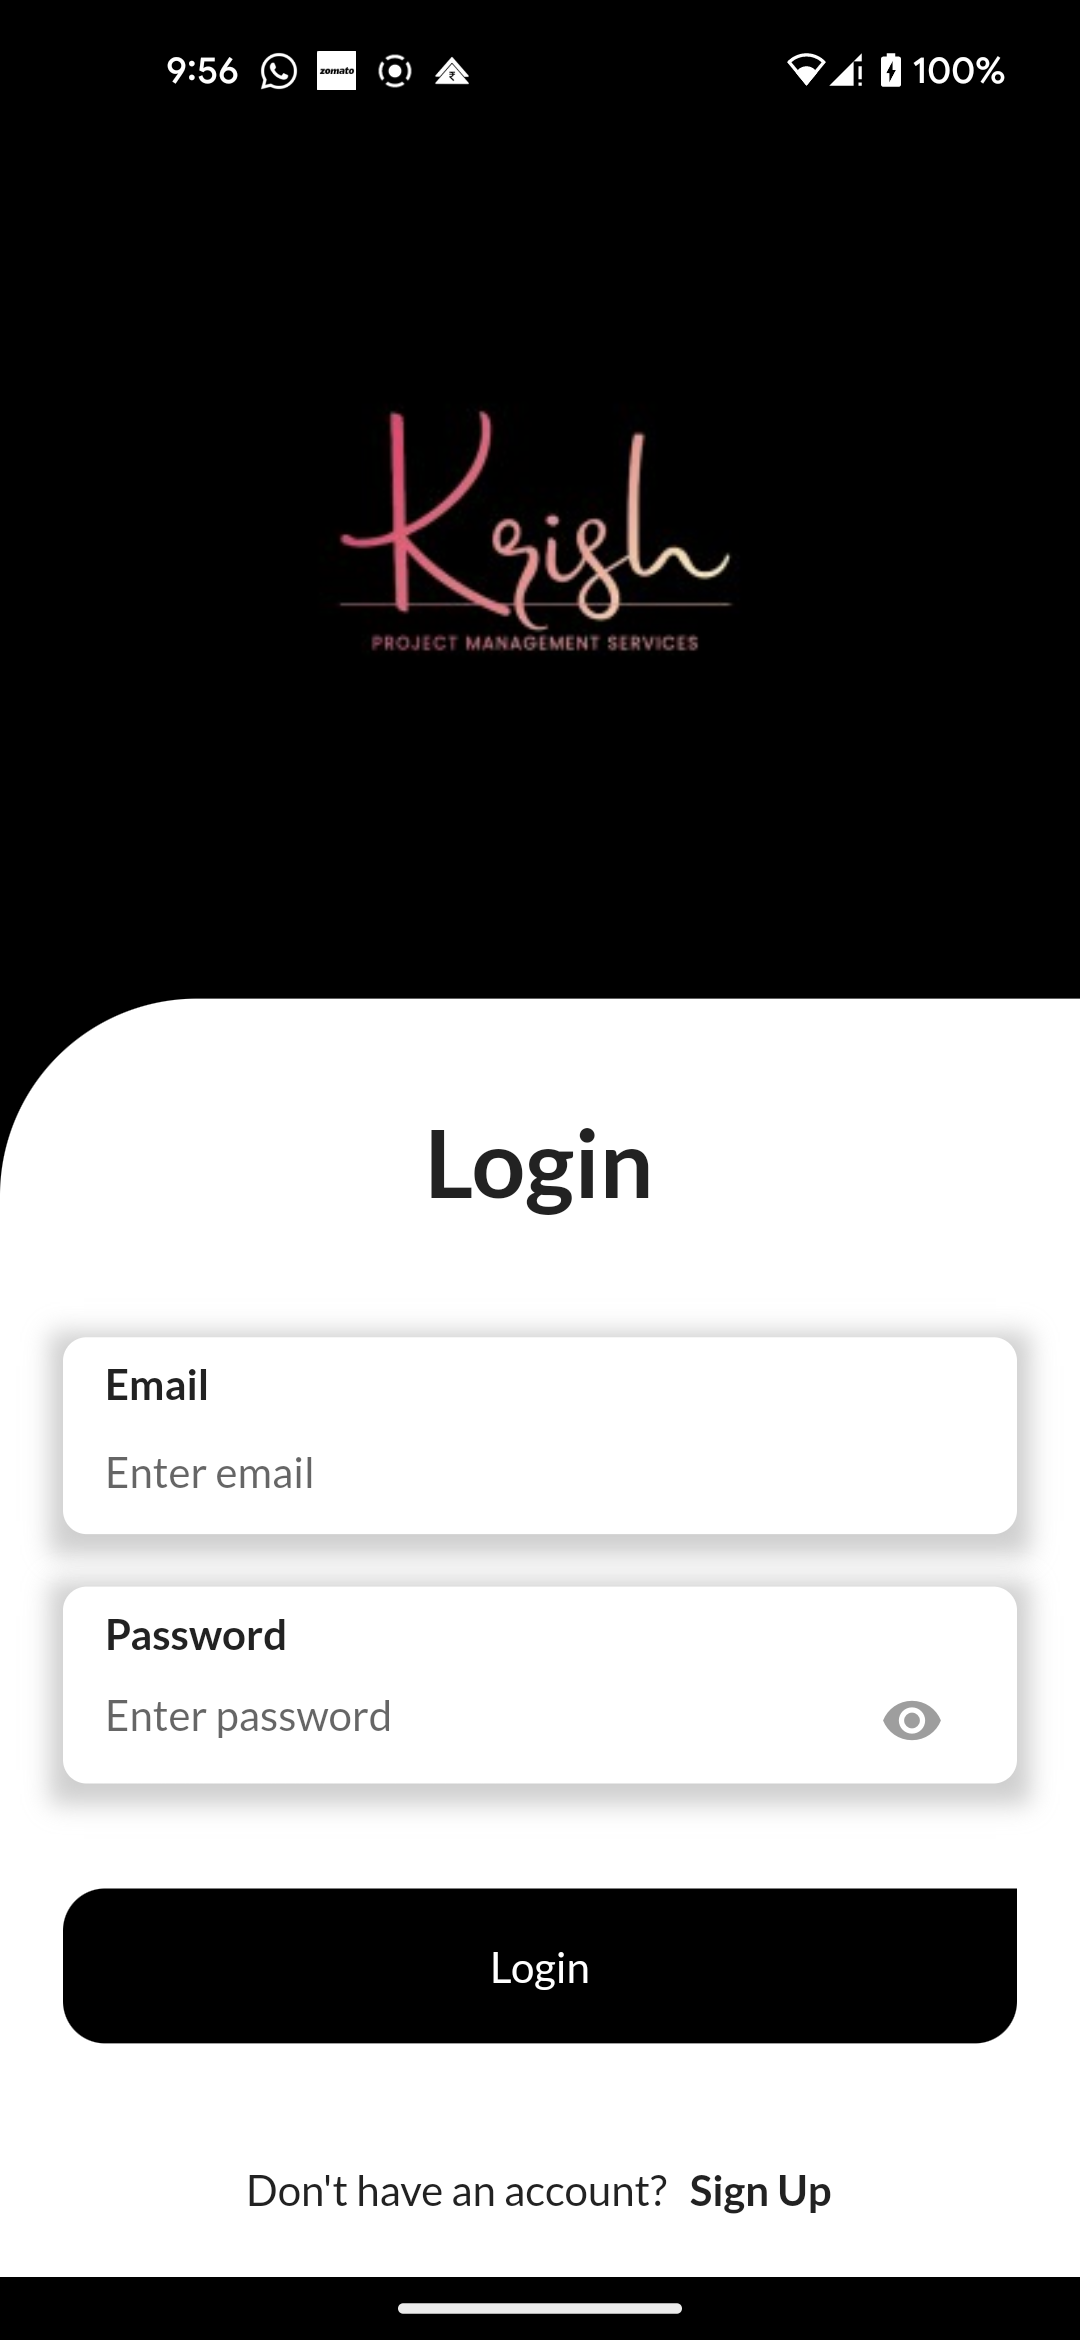 9:56 zomato 100%
Krish
PROJECT MANAGEMENT SERVICES
Login
Email
Enter email
Password
Enter password
Login
Don't have an account? Sign Up